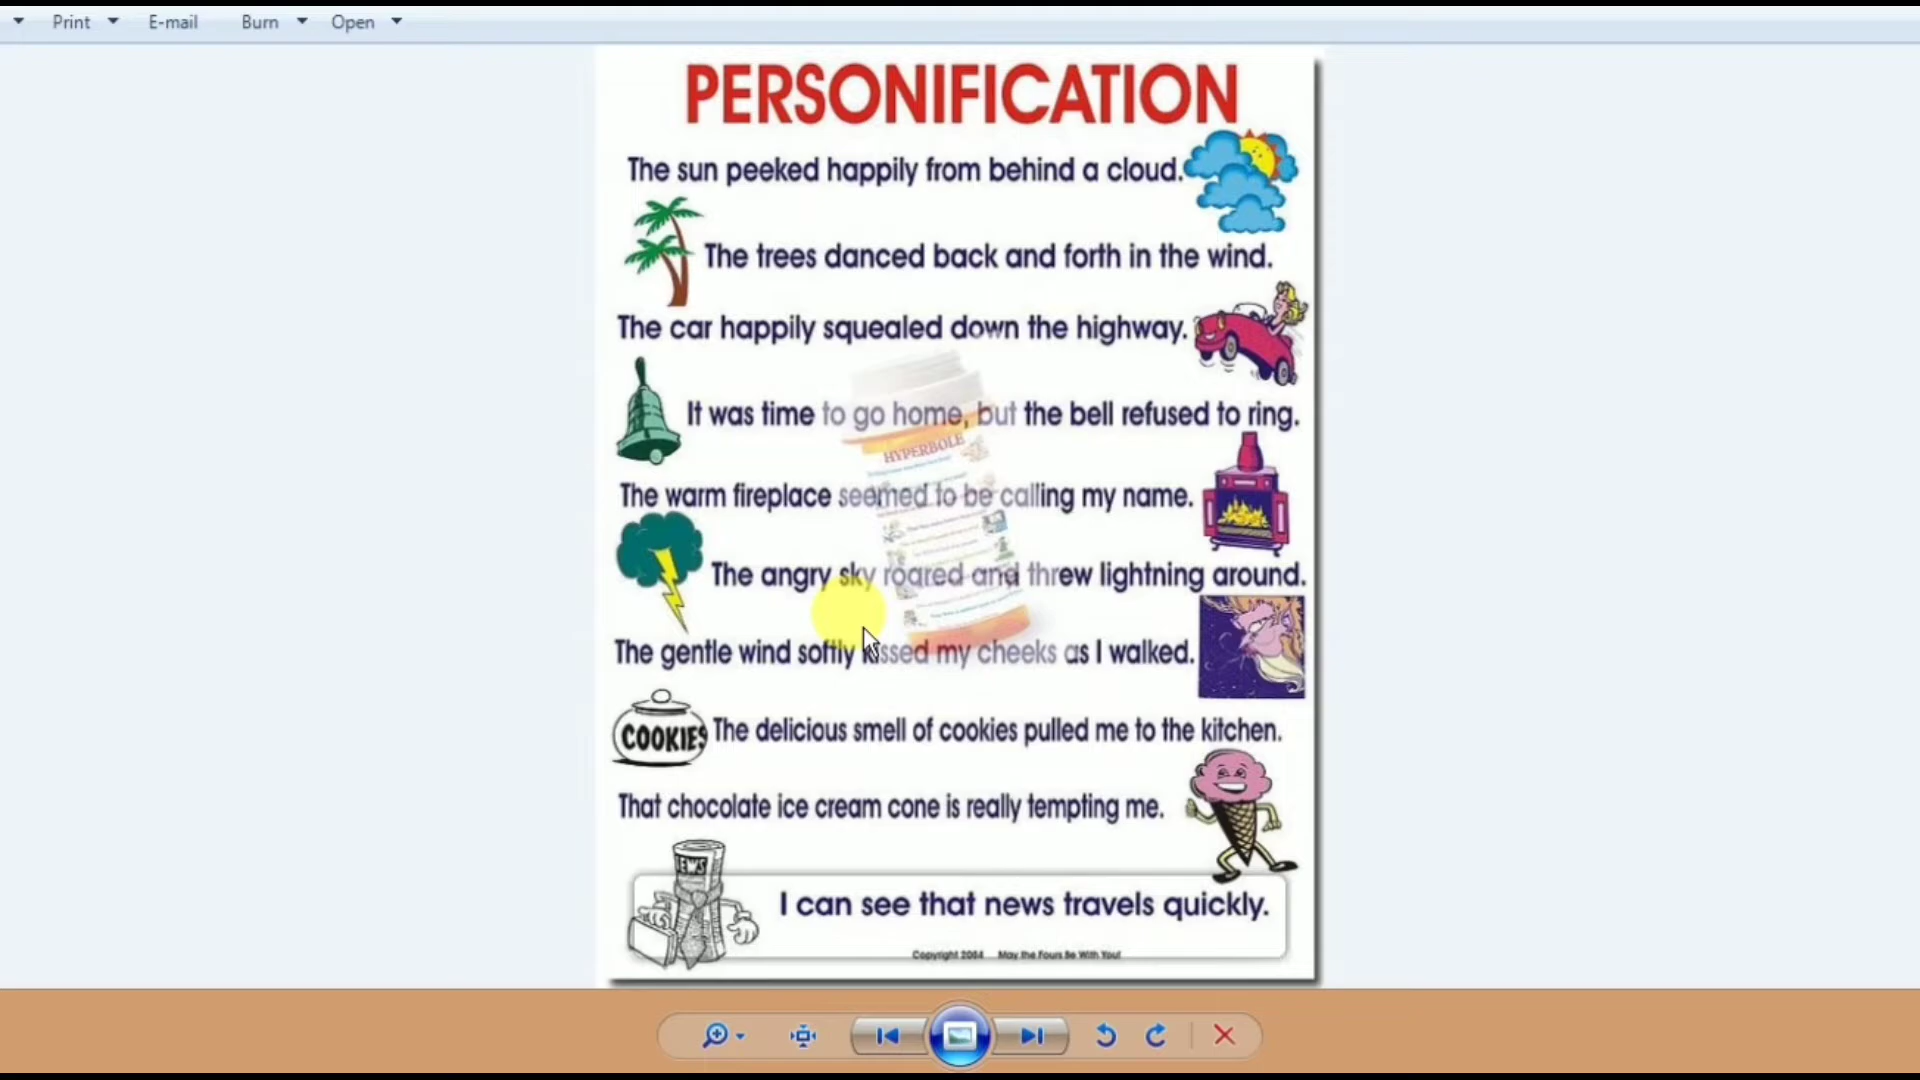 Print E-mail Burn Open
PERSONIFICATION
The sun peeked happily from behind a cloud.
The trees danced back and forth in the wind.
The car happily squealed down the highway.
It was time to go home, but the bell refused to ring.
HYPERBOLE
The warm fireplace seemed to be calling my name.
The angry sky roared and threw lightning around.
The gentle wind softly kissed my cheeks as I walked.
COOKIES
The delicious smell of cookies pulled me to the kitchen.
That chocolate ice cream cone is really tempting me.
EWS
I can see that news travels quickly.
Copyright 2004 May the Fours Be With You!